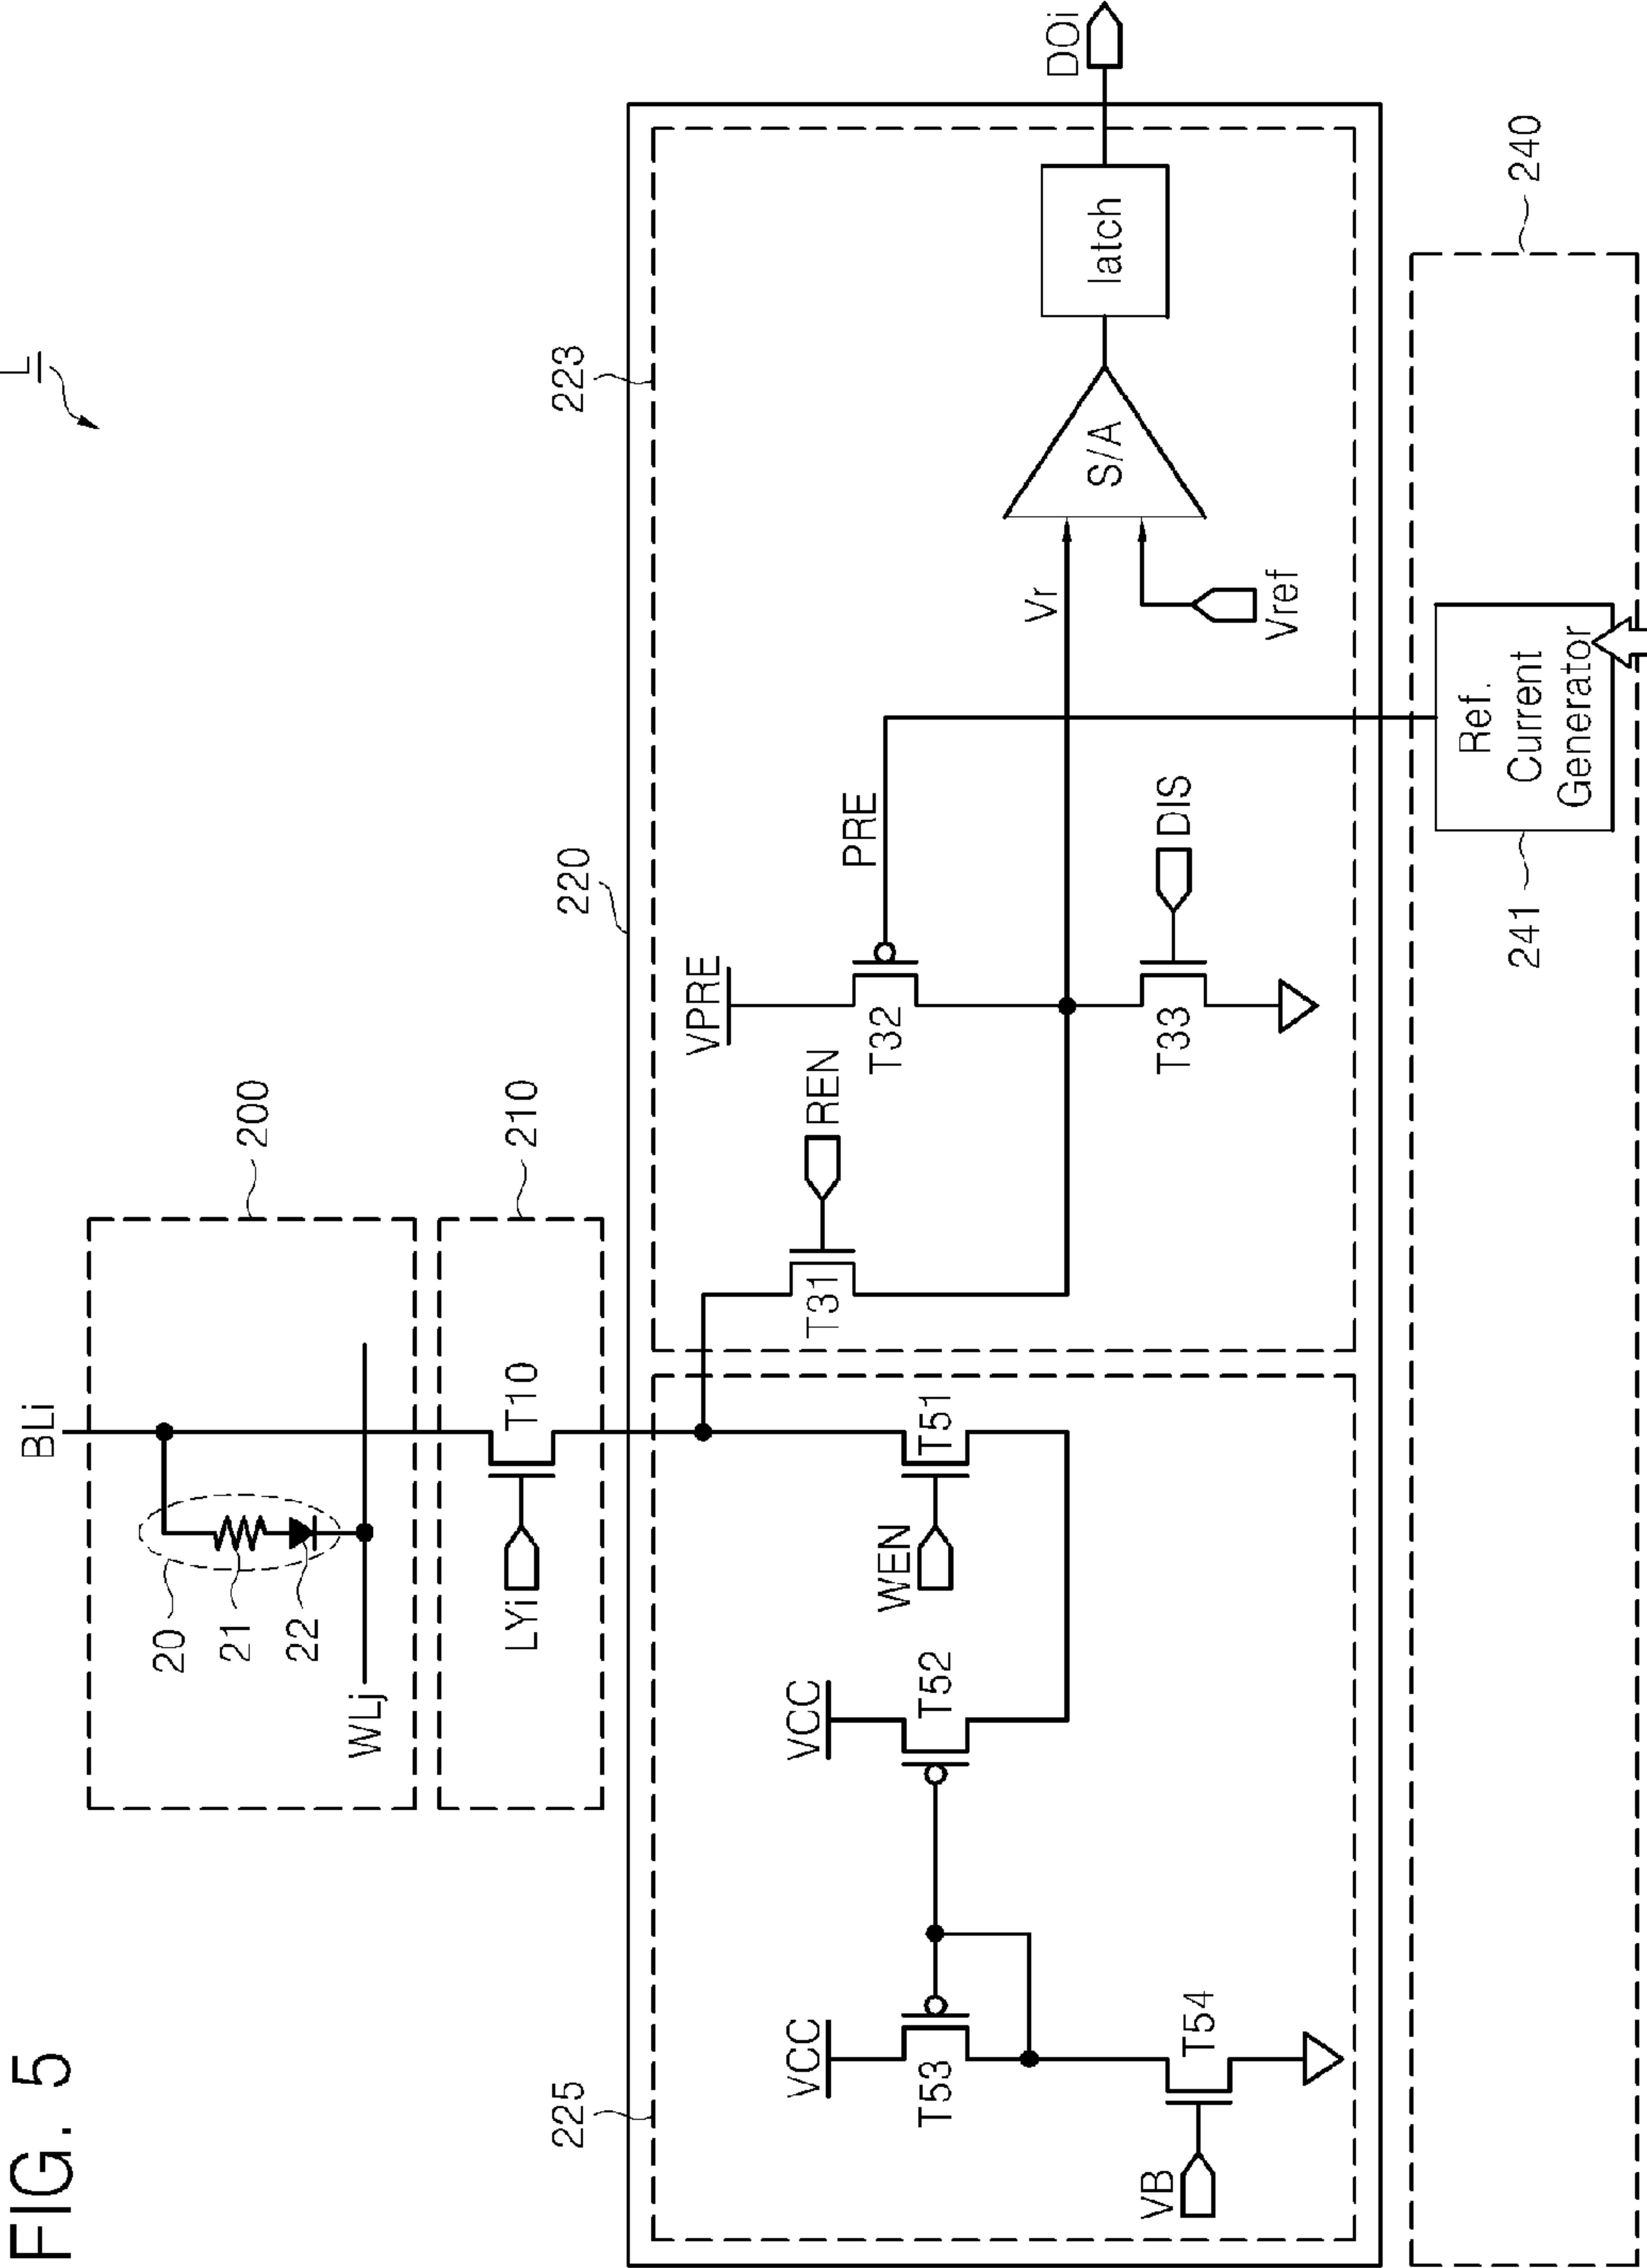 FIG. 5
L
BLi
200
20
21
22
WLj
210
T10
LYi
220
225
223
VCC
VCC
T53
T52
WEN
T51
VB
T54
T31
REN
VPRE
T32
PRE
T33
DIS
Vr
Vref
S/A
latch
DOi
240
241
Ref.
Current
Generator